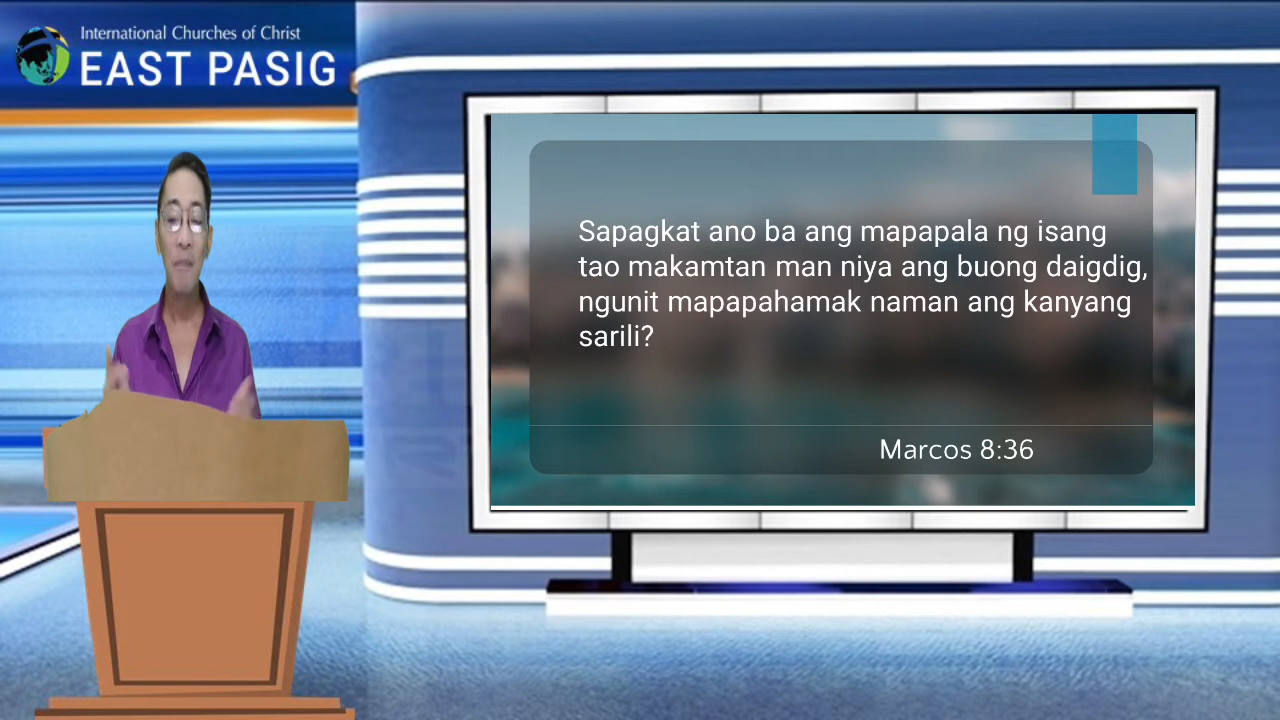 International Churches of Christ
EAST PASIG
Sapagkat ano ba ang mapapala ng isang
tao makamtan man niya ang buong daigdig,
ngunit mapapahamak naman ang kanyang
sarili?
Marcos 8:36